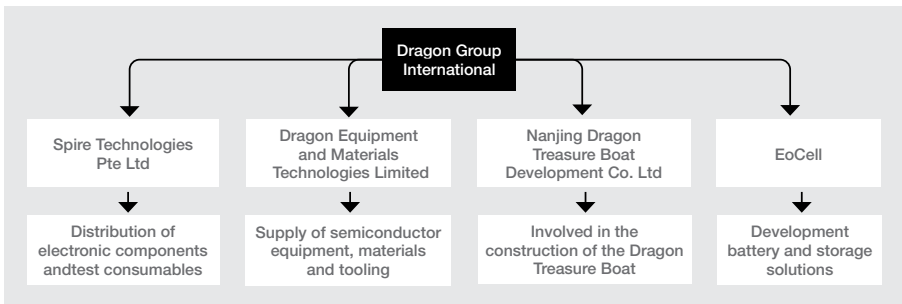 Dragon Group
International
Spire Technologies
Pte Ltd
Dragon Equipment
and Materials
Technologies Limited
Nanjing Dragon
Treasure Boat
Development Co. Ltd
EoCell
Distribution of
electronic components
andtest consumables
Supply of semiconductor
equipment, materials
and tooling
Involved in the
construction of the Dragon
Treasure Boat
Development
battery and storage
solutions